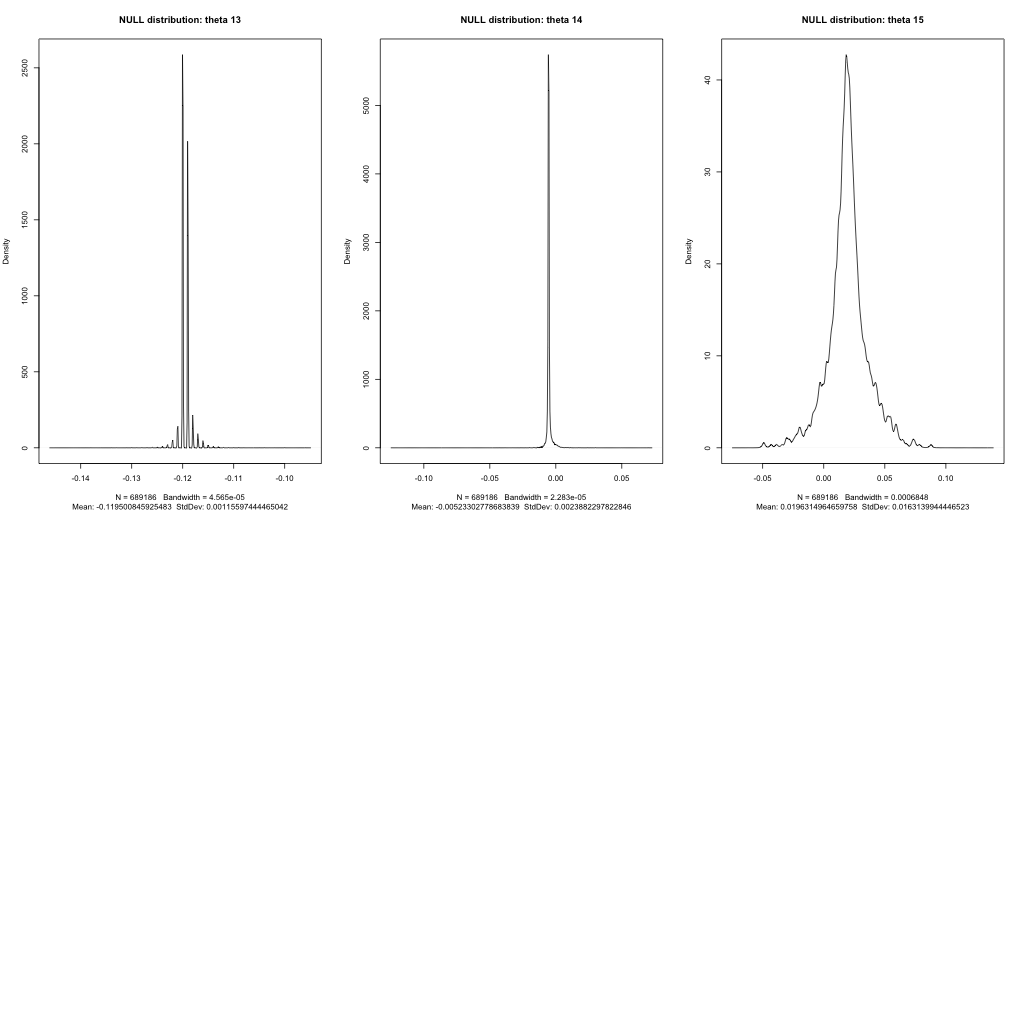 NULL distribution: theta 13
Density
0
500
1000
1500
2000
2500
-0.14
-0.13
-0.12
-0.11
-0.10
N = 689186 Bandwidth = 4.565e-05
Mean: -0.119500845925483 StdDev: 0.00115597444465042
NULL distribution: theta 14
Density
0
1000
2000
3000
4000
5000
-0.10
-0.05
0.00
0.05
N = 689186 Bandwidth = 2.283e-05
Mean: -0.00523302778683839 StdDev: 0.0023882297822846
NULL distribution: theta 15
Density
0
10
20
30
40
-0.05
0.00
0.05
0.10
N = 689186 Bandwidth = 0.0006848
Mean: 0.0196314964659758 StdDev: 0.0163139944446523